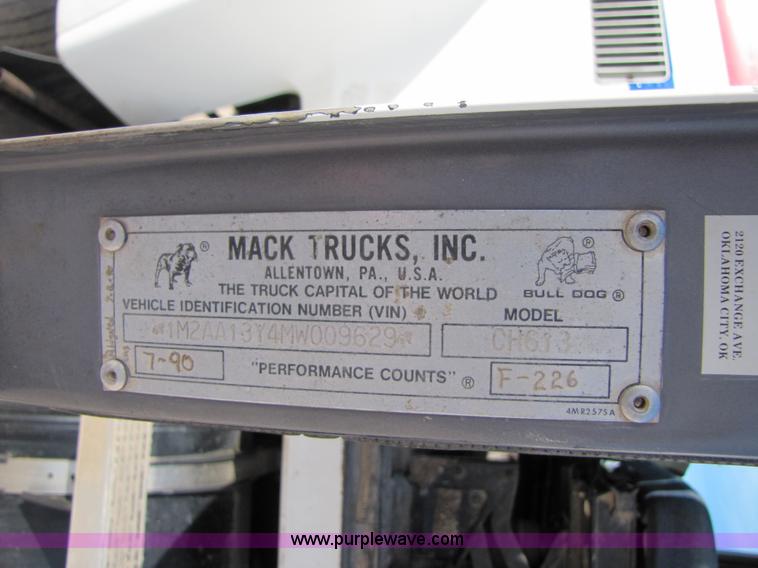 MACK TRUCKS, INC.
ALLENTOWN, PA., U.S.A.
THE TRUCK CAPITAL OF THE WORLD
BULL DOG ®
VEHICLE IDENTIFICATION NUMBER (VIN)
MODEL
1M2AA13Y4MW009629
CH613
7-90
"PERFORMANCE COUNTS" ®
F-226
4MR2575A
2120 EXCHANGE AVE.
OKLAHOMA CITY, OK
www.purplewave.com